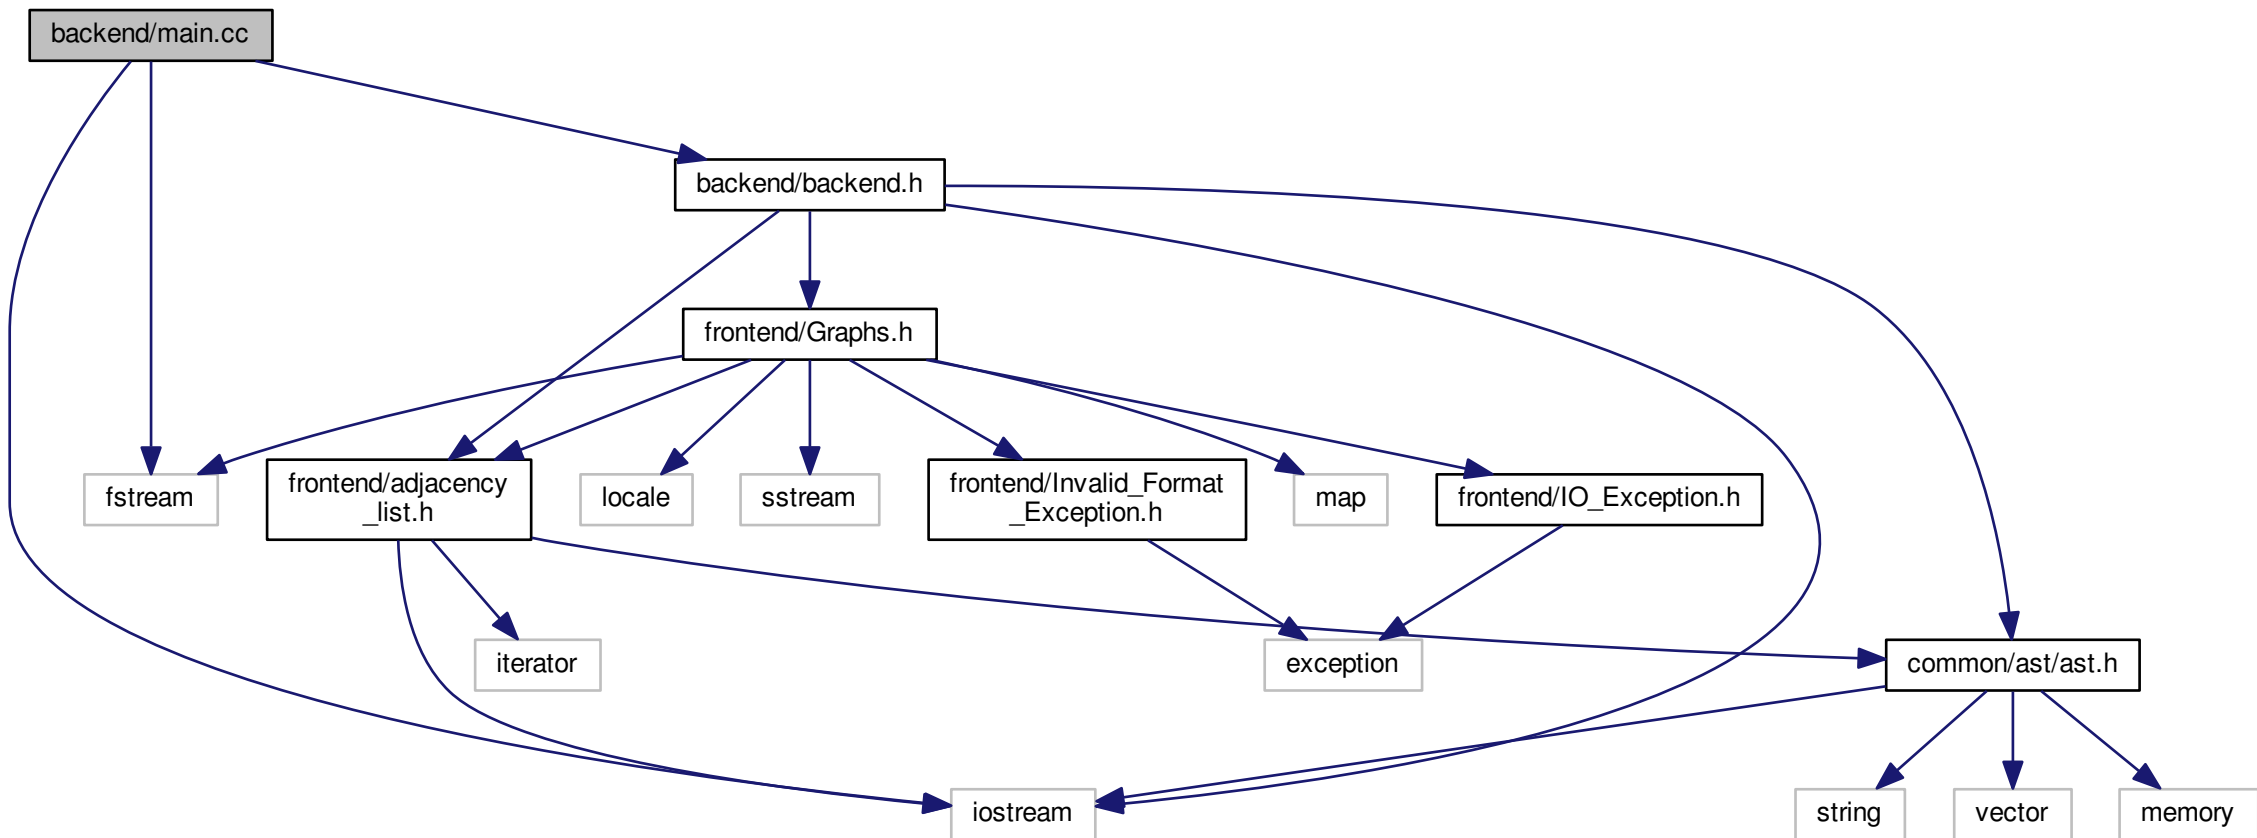 backend/main.cc
backend/backend.h
frontend/Graphs.h
fstream
frontend/adjacency
_list.h
locale
sstream
frontend/Invalid_Format
_Exception.h
map
frontend/IO_Exception.h
iterator
exception
common/ast/ast.h
iostream
string
vector
memory